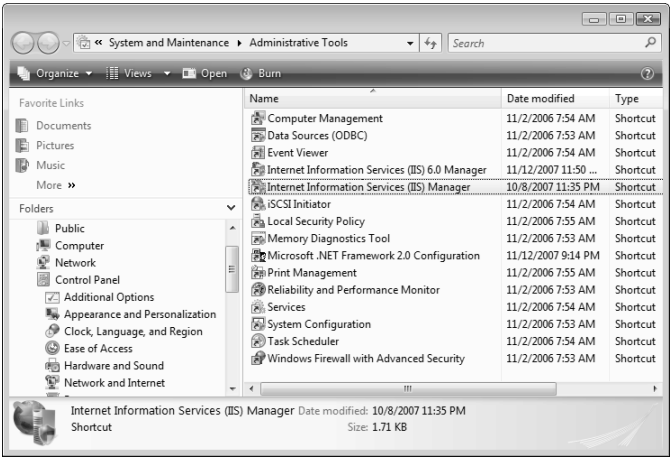 « System and Maintenance ▸ Administrative Tools
Search
Organize Views Open Burn
Favorite Links
Documents
Pictures
Music
More »
Folders
Public
Computer
Network
Control Panel
Additional Options
Appearance and Personalization
Clock, Language, and Region
Ease of Access
Hardware and Sound
Network and Internet
Name Date modified Type
Computer Management 11/2/2006 7:54 AM Shortcut
Data Sources (ODBC) 11/2/2006 7:53 AM Shortcut
Event Viewer 11/2/2006 7:54 AM Shortcut
Internet Information Services (IIS) 6.0 Manager 11/12/2007 11:50 ... Shortcut
Internet Information Services (IIS) Manager 10/8/2007 11:35 PM Shortcut
iSCSI Initiator 11/2/2006 7:54 AM Shortcut
Local Security Policy 11/2/2006 7:55 AM Shortcut
Memory Diagnostics Tool 11/2/2006 7:53 AM Shortcut
Microsoft .NET Framework 2.0 Configuration 11/12/2007 9:14 PM Shortcut
Print Management 11/2/2006 7:55 AM Shortcut
Reliability and Performance Monitor 11/2/2006 7:53 AM Shortcut
Services 11/2/2006 7:54 AM Shortcut
System Configuration 11/2/2006 7:53 AM Shortcut
Task Scheduler 11/2/2006 7:54 AM Shortcut
Windows Firewall with Advanced Security 11/2/2006 7:53 AM Shortcut
Internet Information Services (IIS) Manager Date modified: 10/8/2007 11:35 PM
Shortcut Size: 1.71 KB